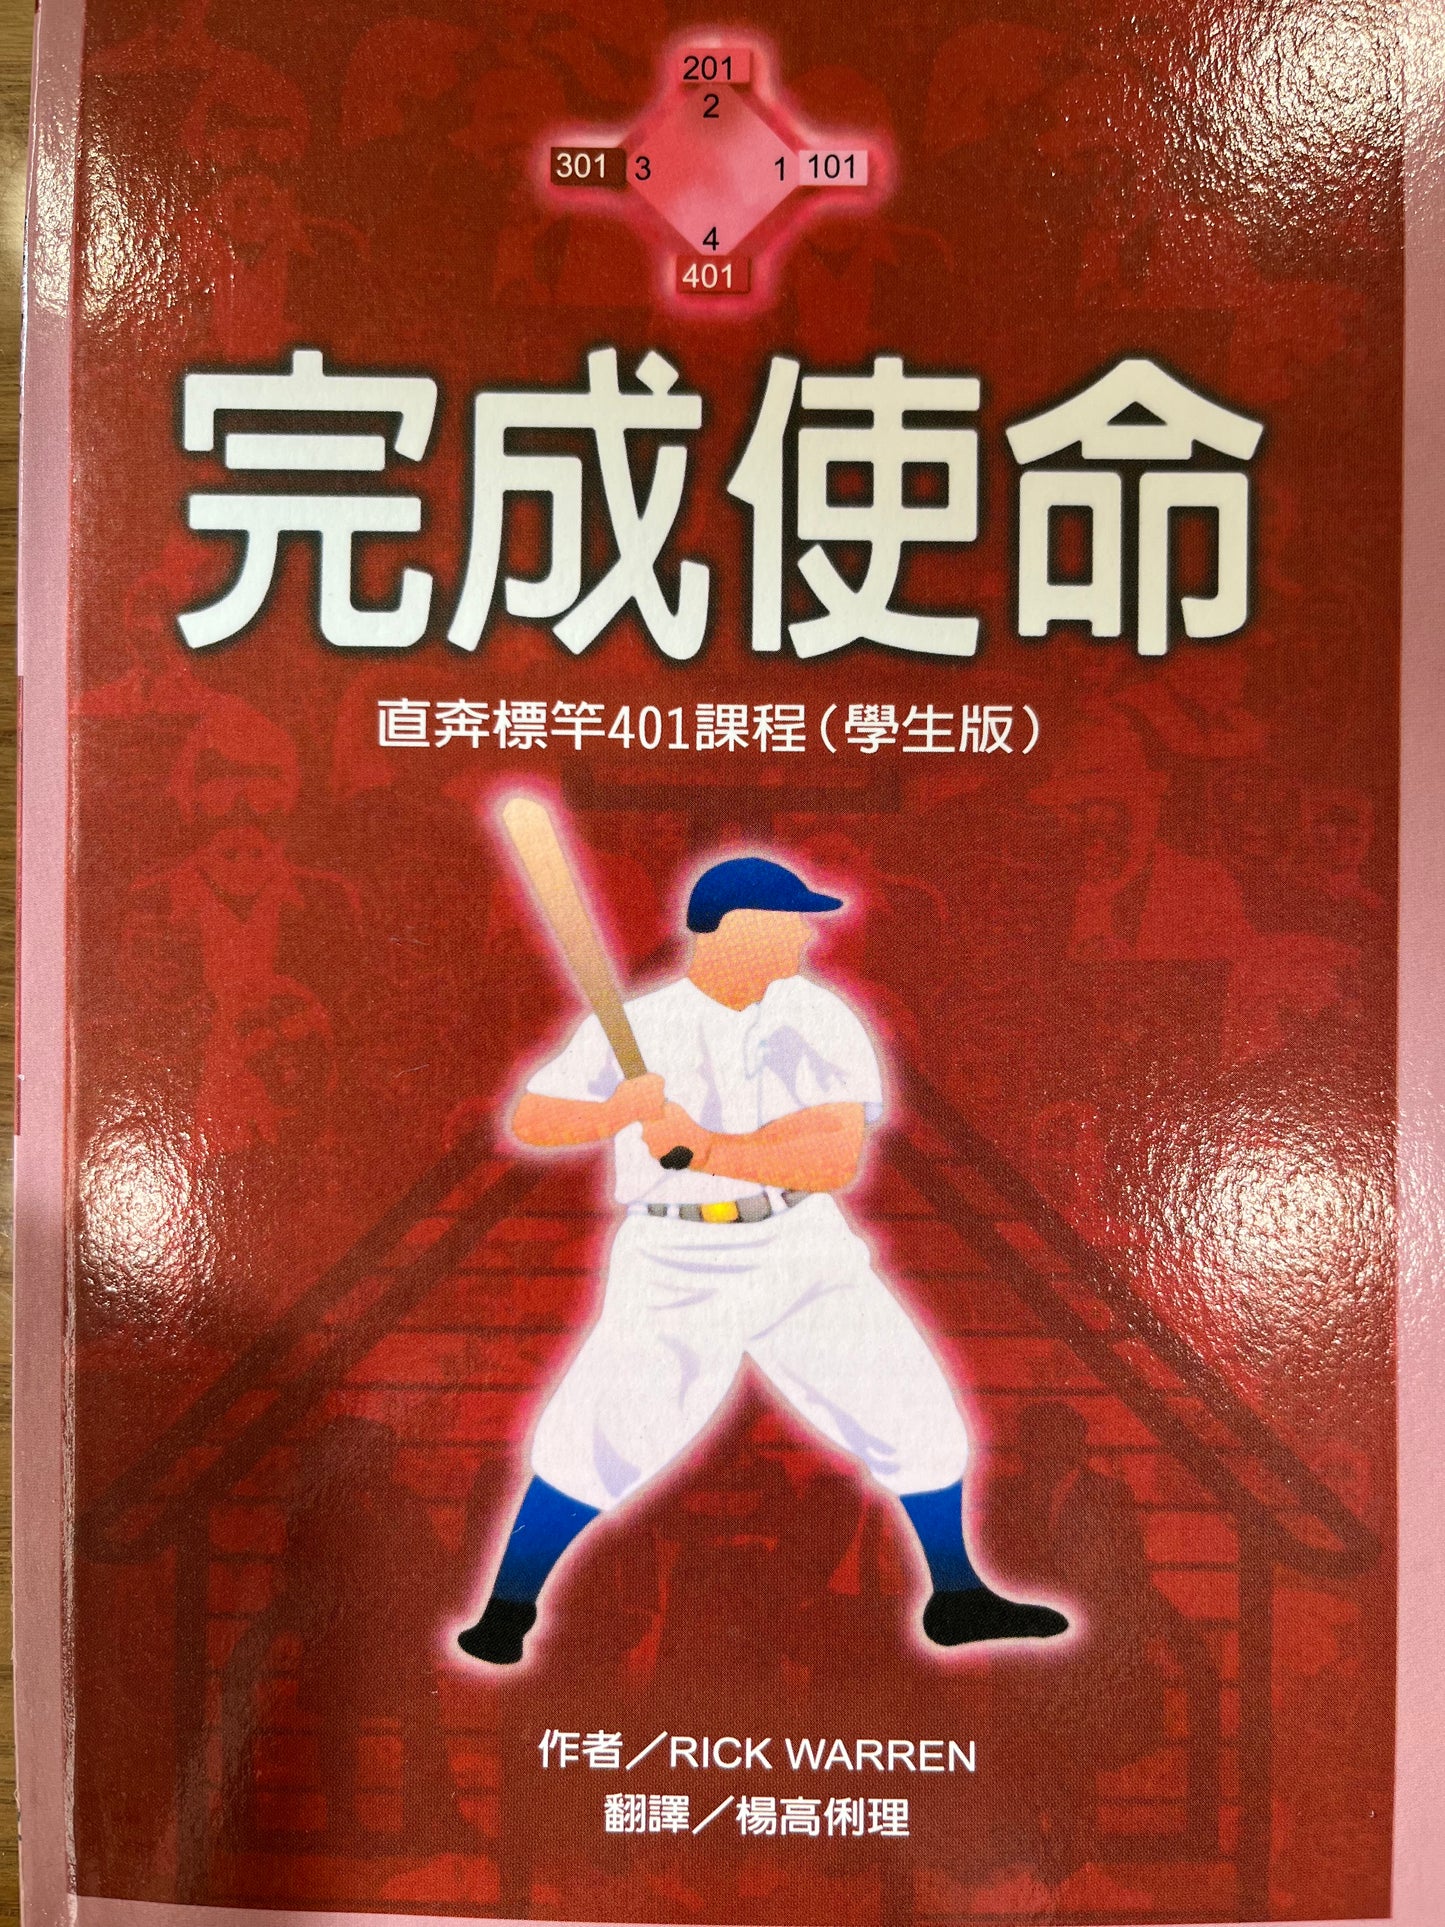 201
2
301 3 1 101
4
401
完成使命
直奔標竿401課程(學生版)
作者／RICK WARREN
翻譯／楊高俐理